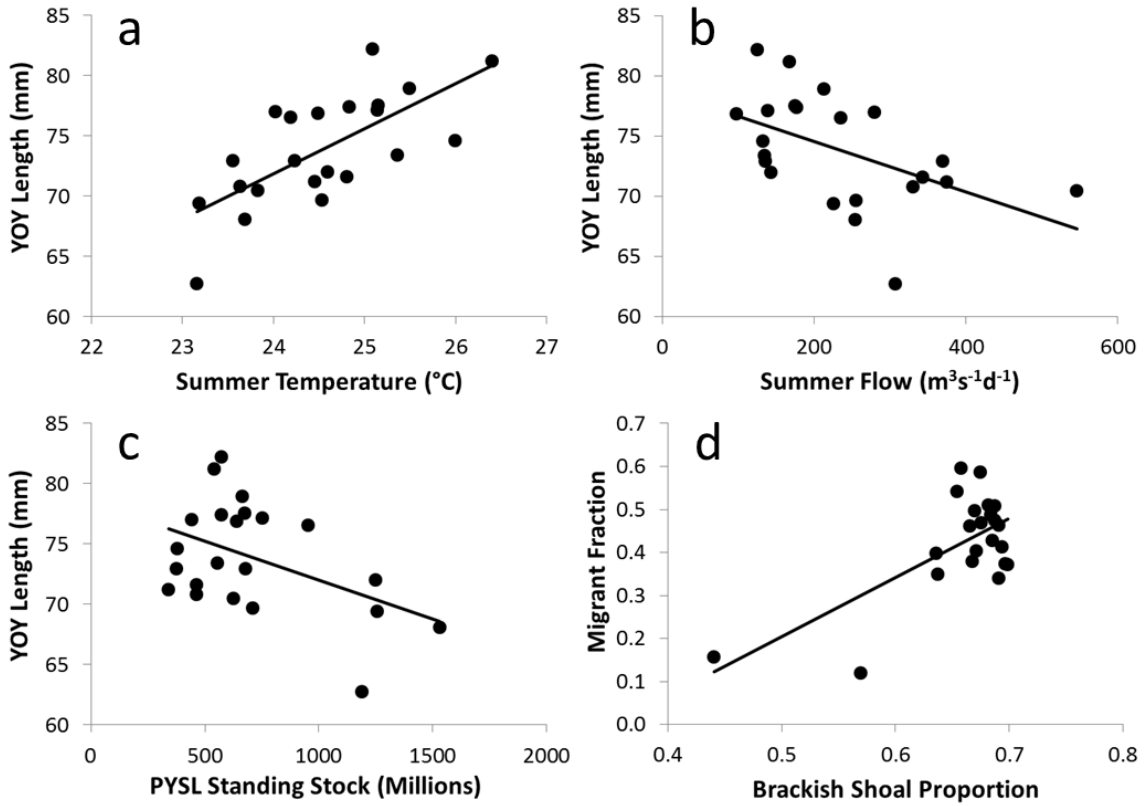 a
85
80
75
70
65
60
YOY Length (mm)
22 23 24 25 26 27
Summer Temperature (°C)
b
85
80
75
70
65
60
YOY Length (mm)
0 200 400 600
Summer Flow (m³s⁻¹d⁻¹)
c
85
80
75
70
65
60
YOY Length (mm)
0 500 1000 1500 2000
PYSL Standing Stock (Millions)
d
0.7
0.6
0.5
0.4
0.3
0.2
0.1
0.0
Migrant Fraction
0.4 0.5 0.6 0.7 0.8
Brackish Shoal Proportion